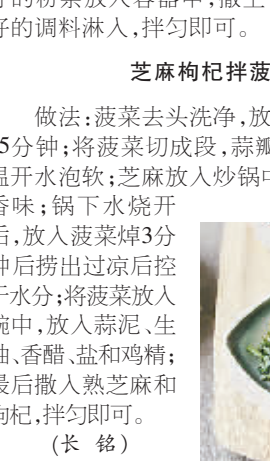 好的调料淋入,拌匀即可。
芝麻枸杞拌菠
做法:菠菜去头洗净,放
5分钟;将菠菜切成段,蒜瓣
温开水泡软;芝麻放入炒锅中
香味;锅下水烧开
后,放入菠菜焯3分
钟后捞出过凉后控
干水分;将菠菜放入
碗中,放入蒜泥、生
抽、香醋、盐和鸡精;
最后撒入熟芝麻和
枸杞,拌匀即可。
(长 铭)